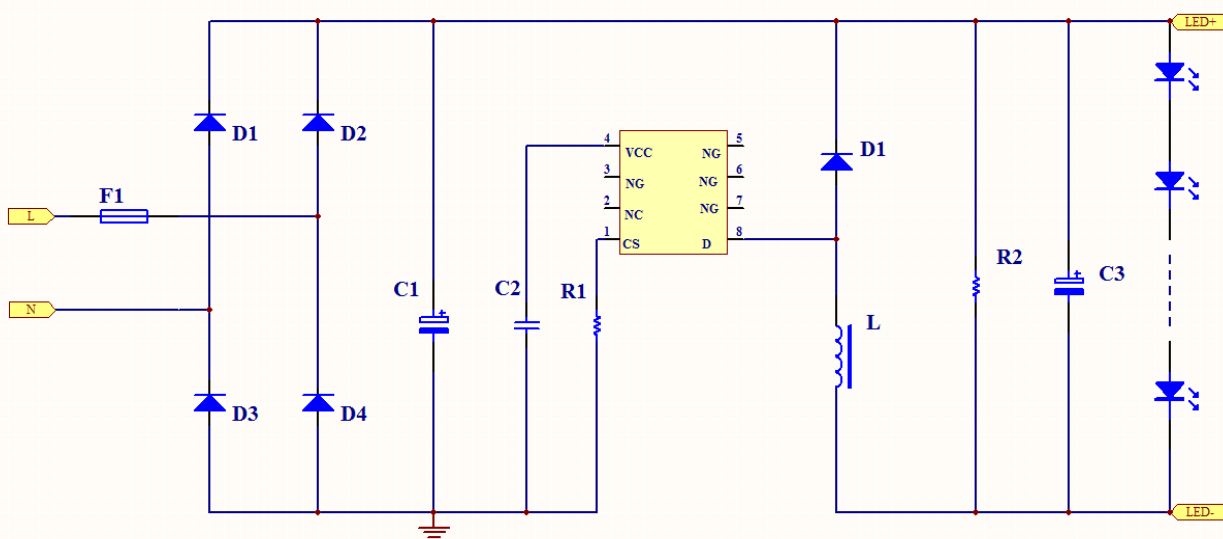 LED+
D1
D2
4
VCC
NG
5
D1
3
NG
NG
6
F1
L
2
NC
NG
7
1
CS
D
8
R2
C3
C1
C2
R1
N
L
D3
D4
LED-